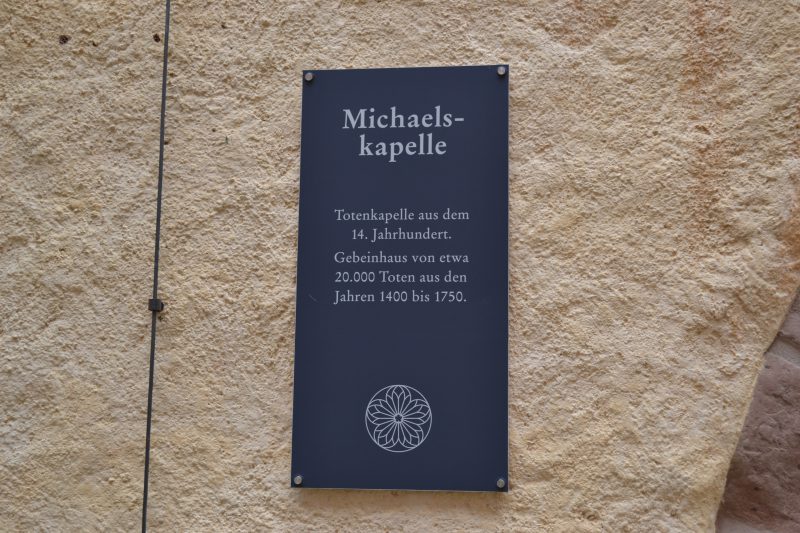 Michaels-
kapelle
Totenkapelle aus dem
14. Jahrhundert.
Gebeinhaus von etwa
20.000 Toten aus den
Jahren 1400 bis 1750.